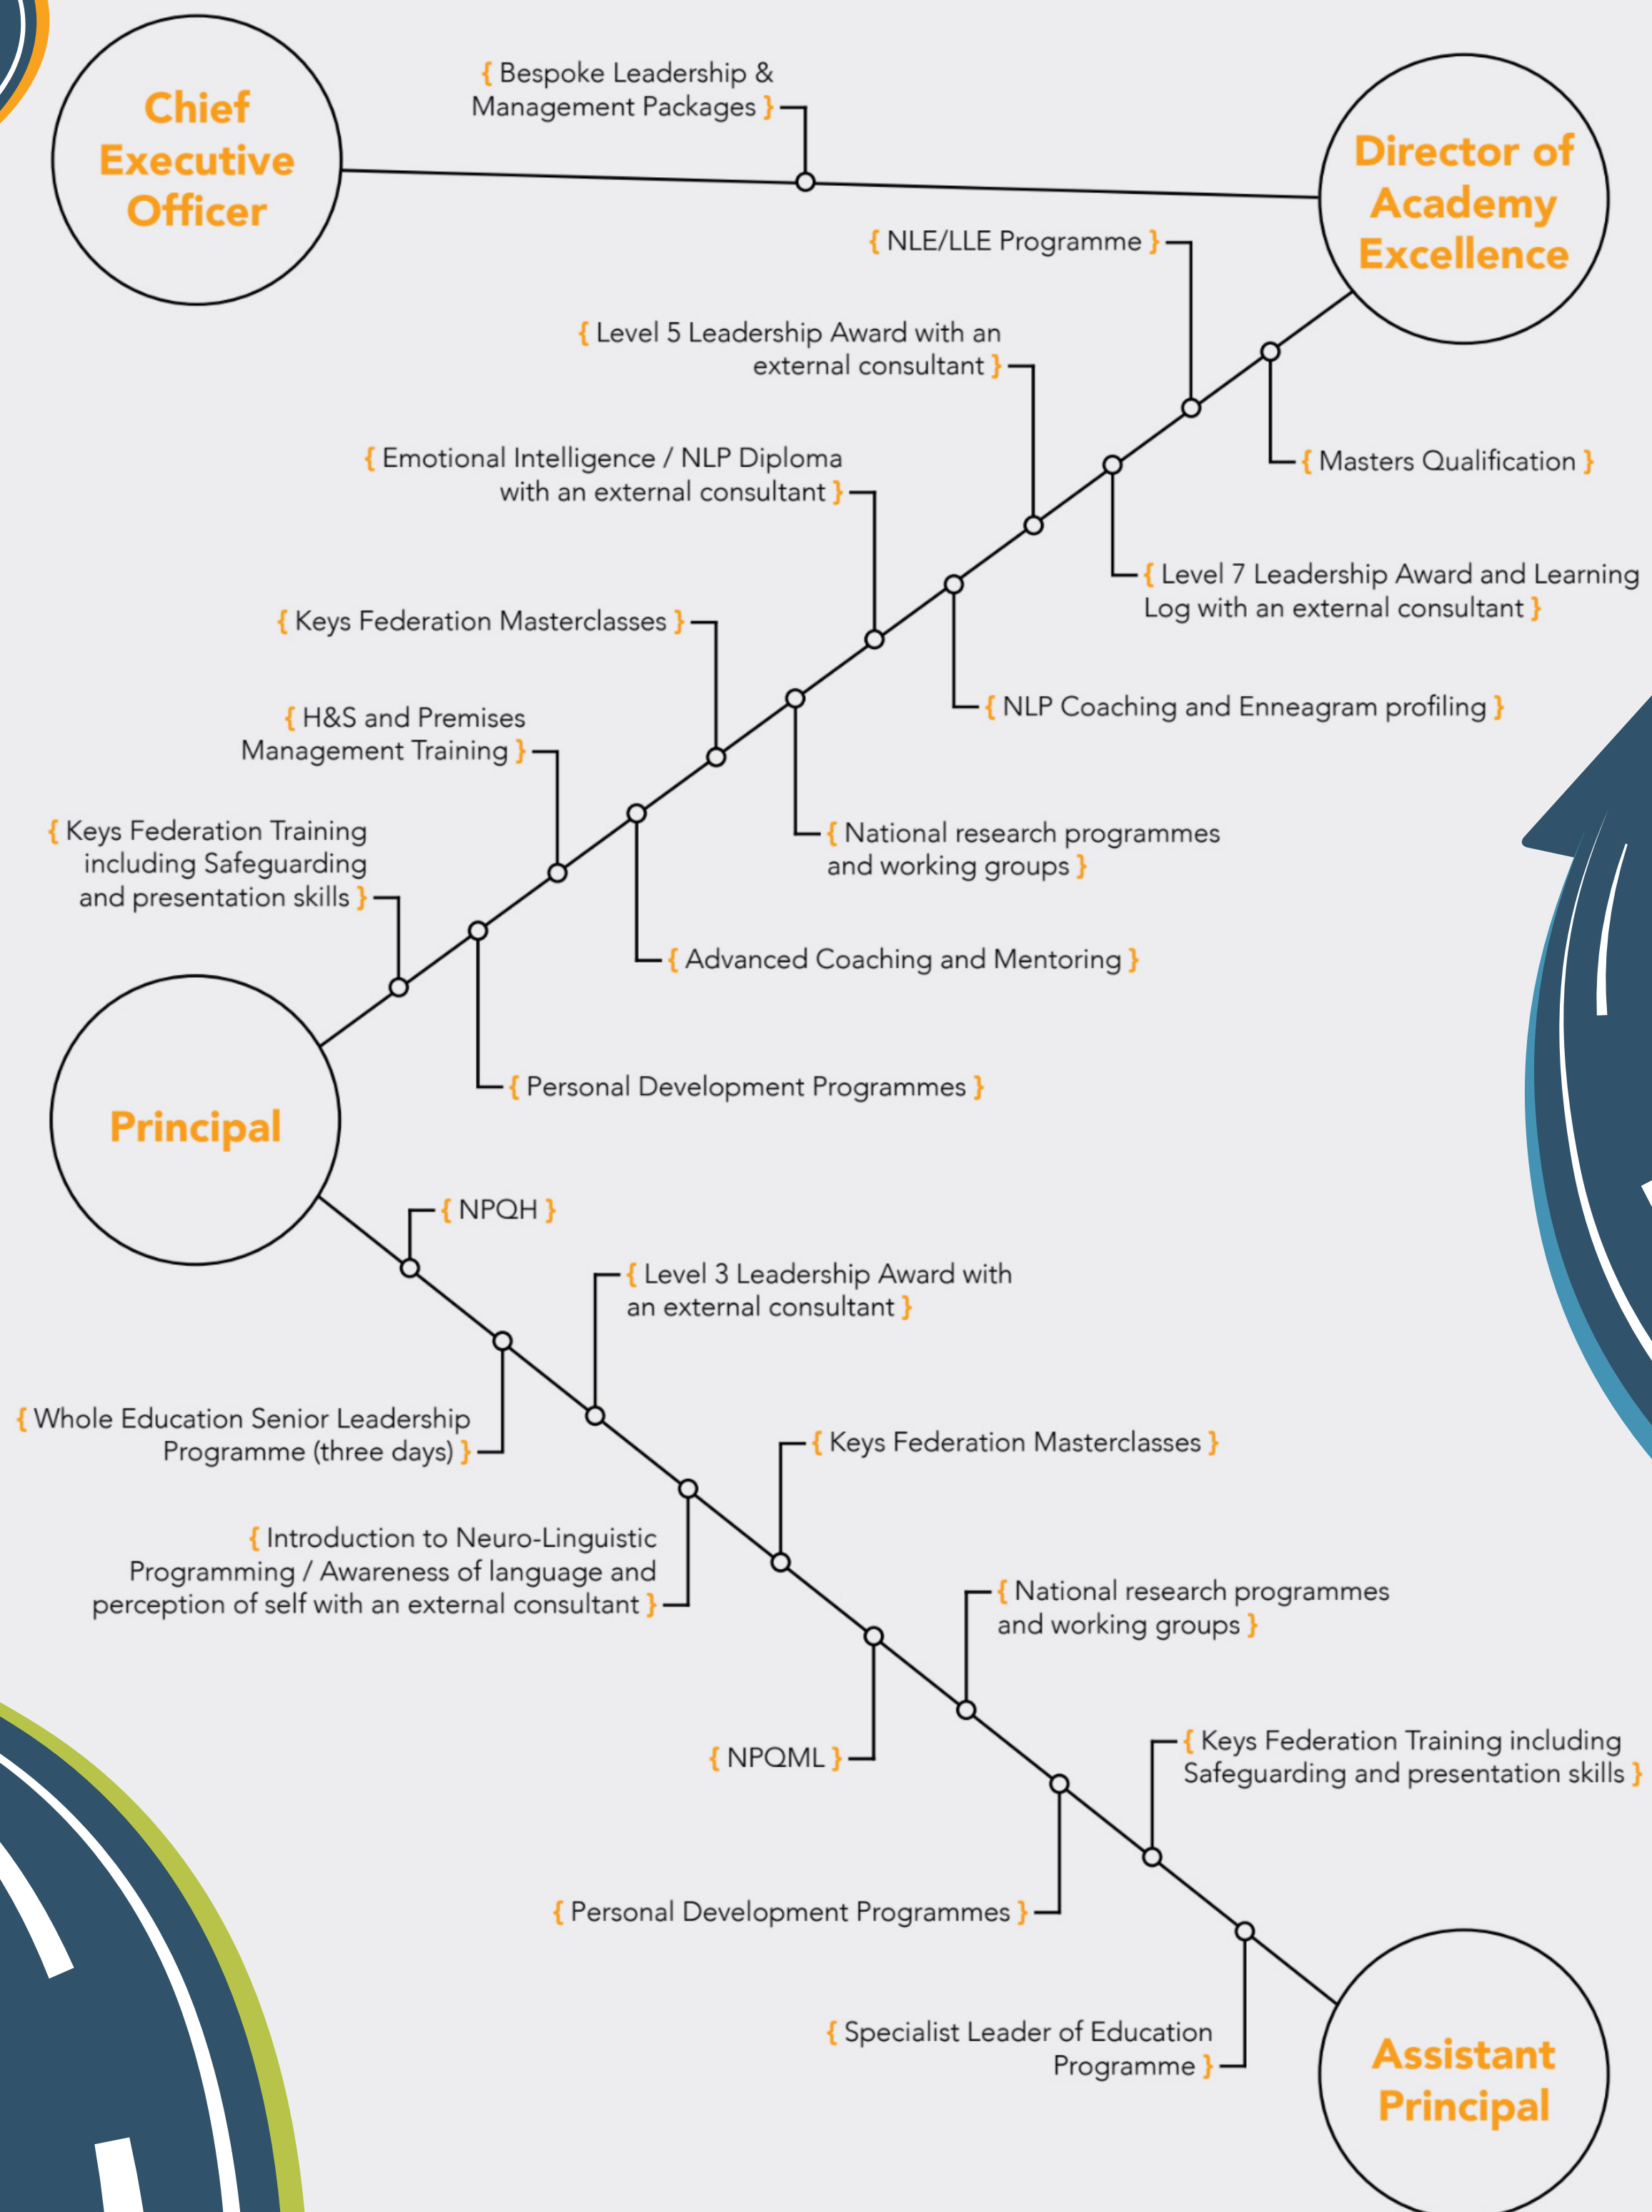 Chief
Executive
Officer
{ Bespoke Leadership &
Management Packages }
Director of
Academy
Excellence
{ NLE/LLE Programme }
{ Level 5 Leadership Award with an
external consultant }
{ Masters Qualification }
{ Emotional Intelligence / NLP Diploma
with an external consultant }
{ Level 7 Leadership Award and Learning
Log with an external consultant }
{ Keys Federation Masterclasses }
{ NLP Coaching and Enneagram profiling }
{ H&S and Premises
Management Training }
{ National research programmes
and working groups }
{ Keys Federation Training
including Safeguarding
and presentation skills }
{ Advanced Coaching and Mentoring }
{ Personal Development Programmes }
Principal
{ NPQH }
{ Level 3 Leadership Award with
an external consultant }
{ Whole Education Senior Leadership
Programme (three days) }
{ Keys Federation Masterclasses }
{ Introduction to Neuro-Linguistic
Programming / Awareness of language and
perception of self with an external consultant }
{ National research programmes
and working groups }
{ NPQML }
{ Keys Federation Training including
Safeguarding and presentation skills }
{ Personal Development Programmes }
{ Specialist Leader of Education
Programme }
Assistant
Principal